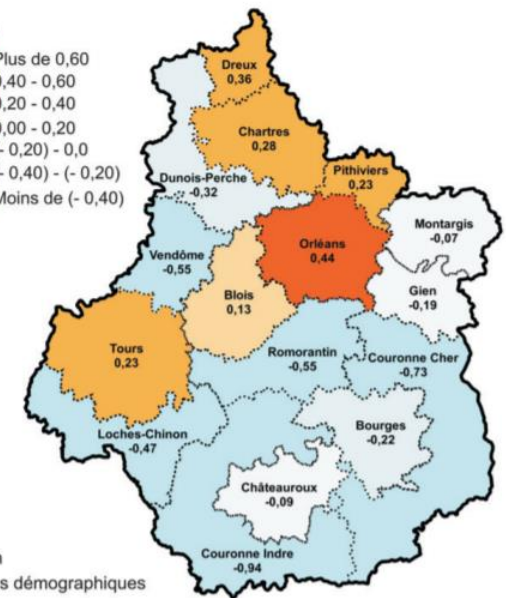 Plus de 0,60
0,40 - 0,60
0,20 - 0,40
0,00 - 0,20
- 0,20) - 0,0
- 0,40) - (- 0,20)
Moins de (- 0,40)
Dreux
0,36
Chartres
0,28
Pithiviers
0,23
Dunois-Perche
-0,32
Montargis
-0,07
Orléans
0,44
Vendôme
-0,55
Gien
-0,19
Blois
0,13
Tours
0,23
Romorantin
-0,55
Couronne Cher
-0,73
Loches-Chinon
-0,47
Bourges
-0,22
Châteauroux
-0,09
Couronne Indre
-0,94
s démographiques